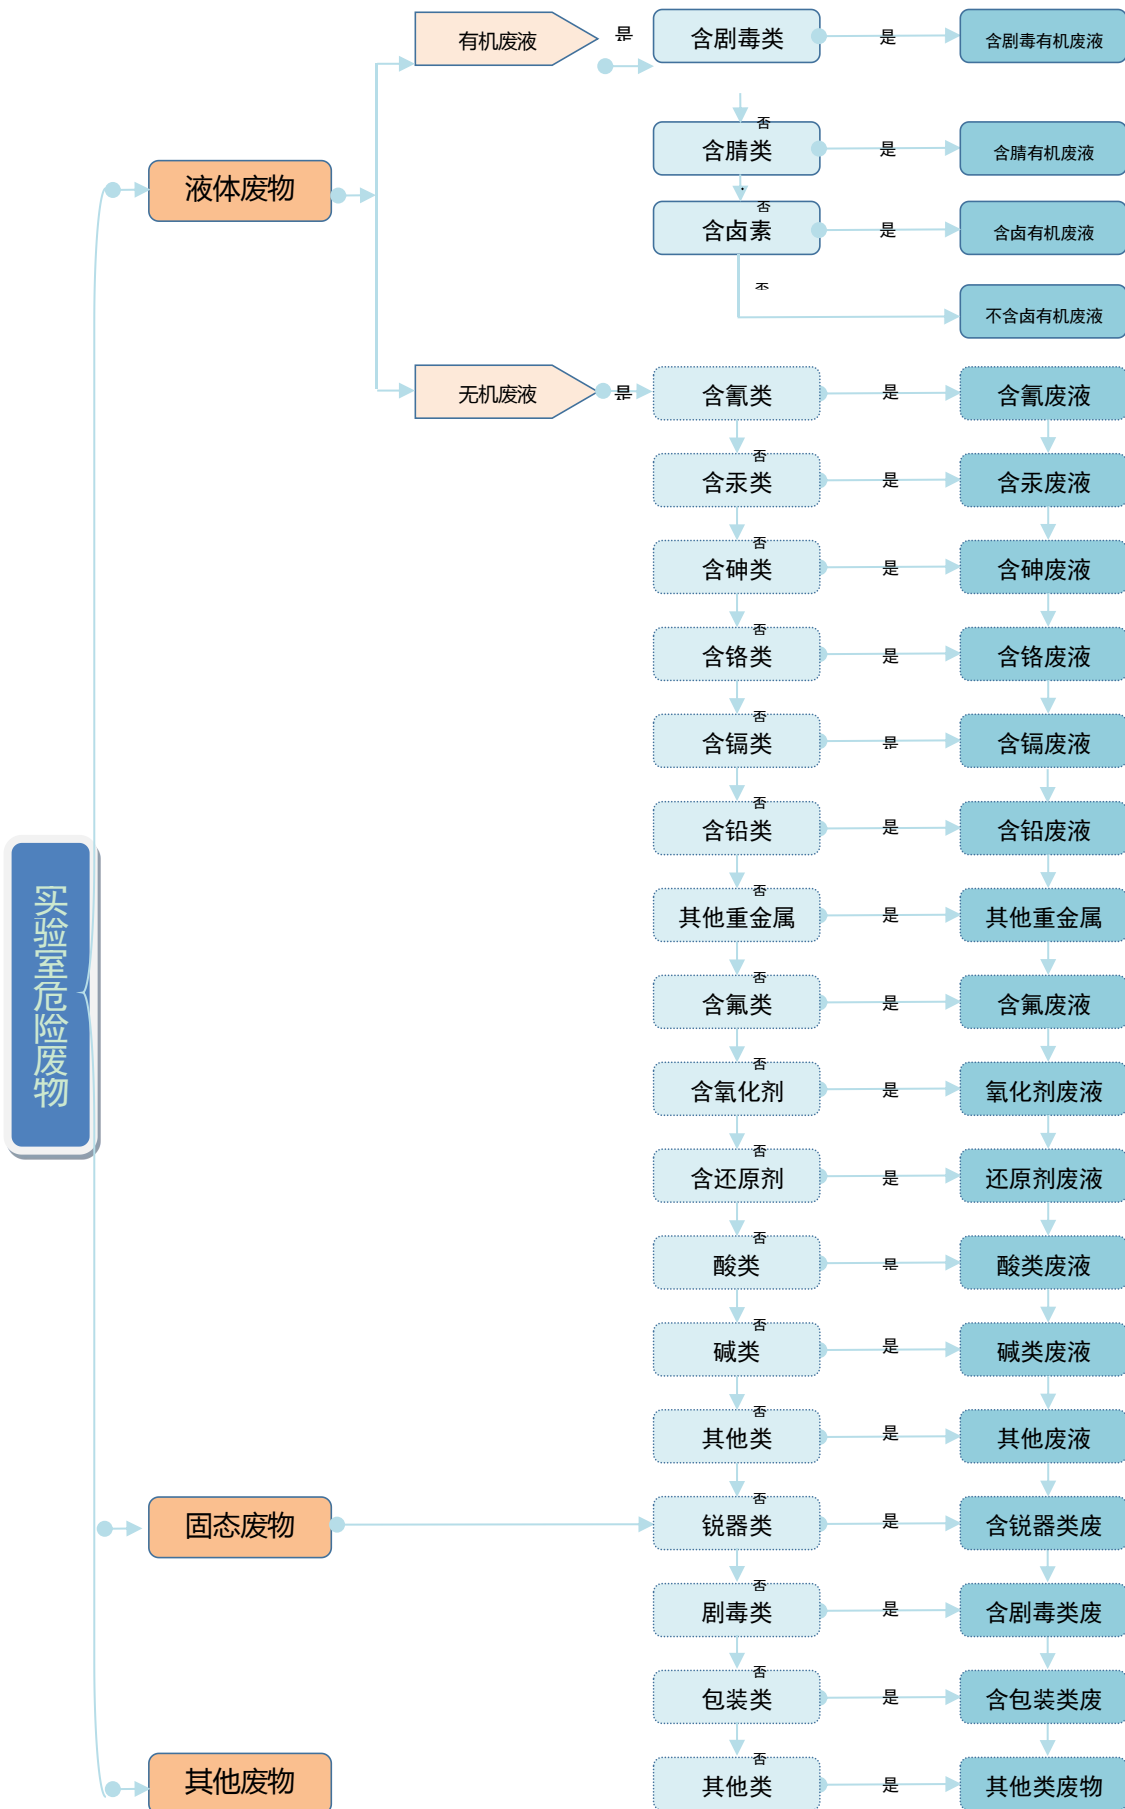 有机废液
是
含剧毒类
是
含剧毒有机废液
否
含腈类
是
含腈有机废液
否
含卤素
是
含卤有机废液
否
不含卤有机废液
液体废物
无机废液
是
含氰类
是
含氰废液
否
含汞类
是
含汞废液
否
含砷类
是
含砷废液
否
含铬类
是
含铬废液
否
含镉类
是
含镉废液
否
含铅类
是
含铅废液
否
其他重金属
是
其他重金属
否
含氟类
是
含氟废液
否
含氧化剂
是
氧化剂废液
否
含还原剂
是
还原剂废液
否
酸类
是
酸类废液
否
碱类
是
碱类废液
否
其他类
是
其他废液
实验室危险废物
固态废物
否
锐器类
是
含锐器类废
否
剧毒类
是
含剧毒类废
否
包装类
是
含包装类废
其他废物
否
其他类
是
其他类废物